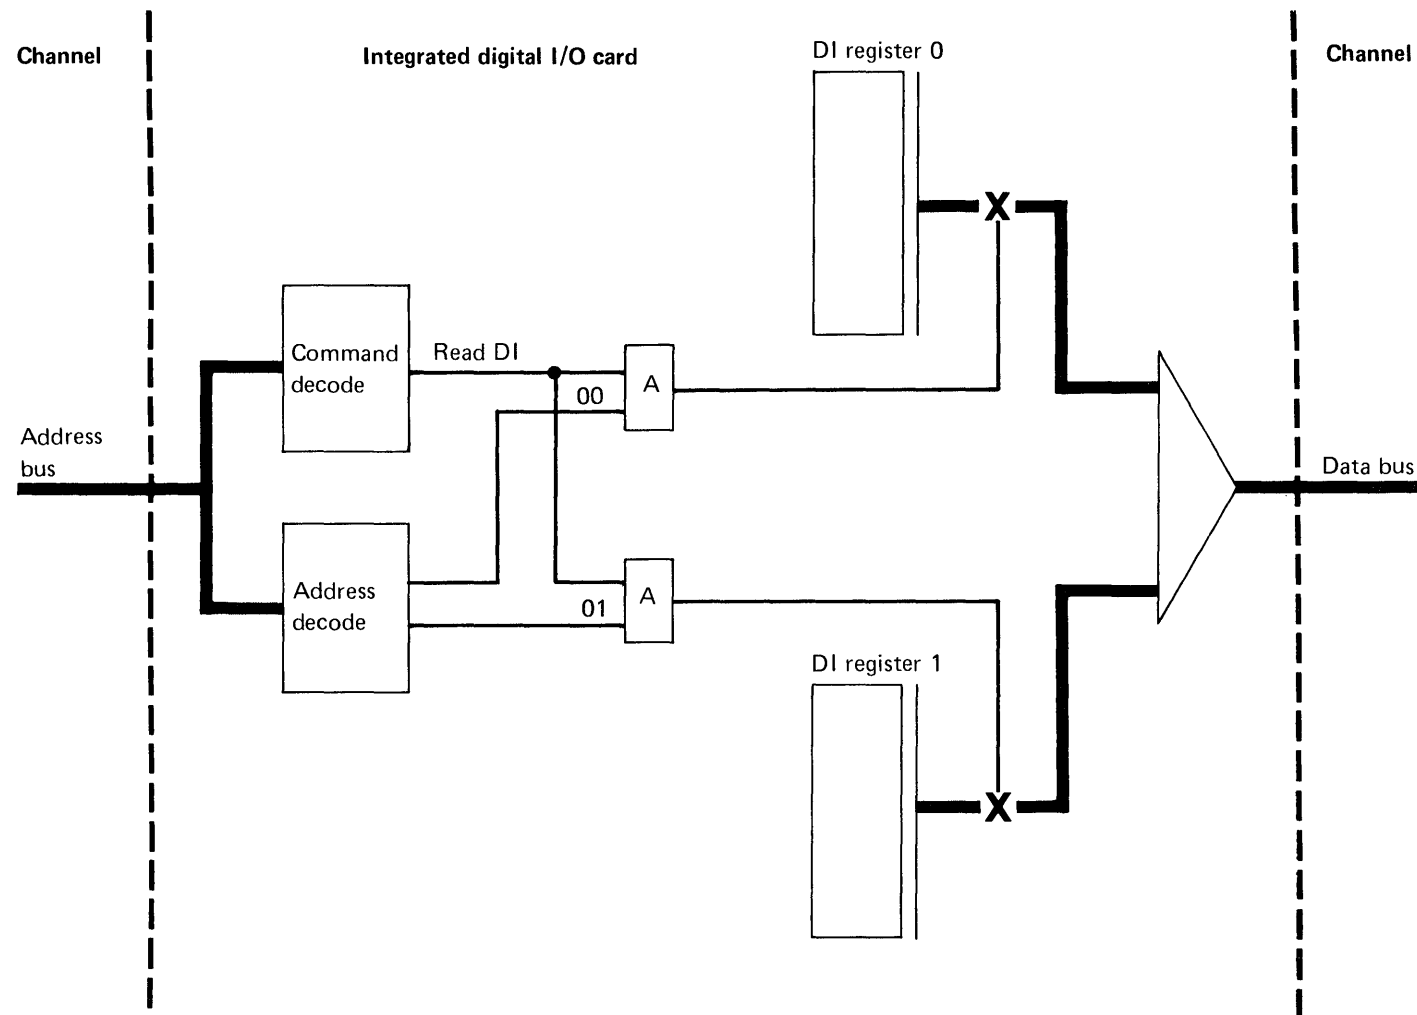 Channel
Integrated digital I/O card
DI register 0
Channel
X
Command
decode
Read DI
00
A
Address
bus
Data bus
Address
decode
01
A
DI register 1
X